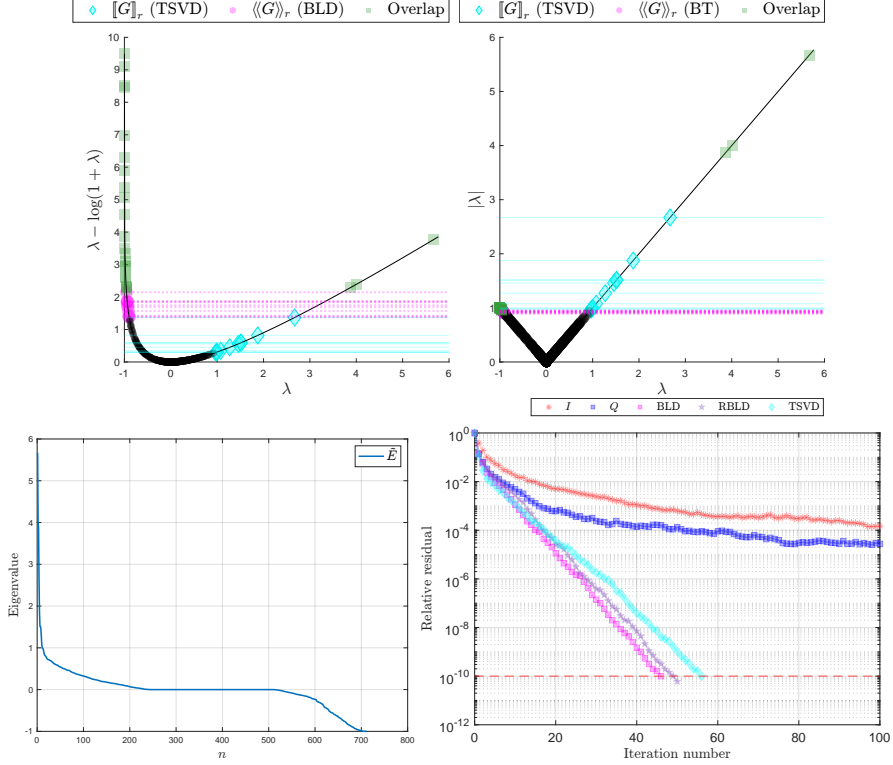 ⟦G⟧r (TSVD) ⟨⟨G⟩⟩r (BLD) Overlap
10
9
8
7
6
5
4
3
2
1
0
λ − log(1 + λ)
-1 0 1 2 3 4 5 6
λ
⟦G⟧r (TSVD) ⟨⟨G⟩⟩r (BT) Overlap
6
5
4
3
2
1
0
|λ|
-1 0 1 2 3 4 5 6
λ
Ẽ
6
5
4
3
2
1
0
-1
Eigenvalue
0 100 200 300 400 500 600 700 800
n
I Q BLD RBLD TSVD
10^0
10^-2
10^-4
10^-6
10^-8
10^-10
10^-12
Relative residual
0 20 40 60 80 100
Iteration number